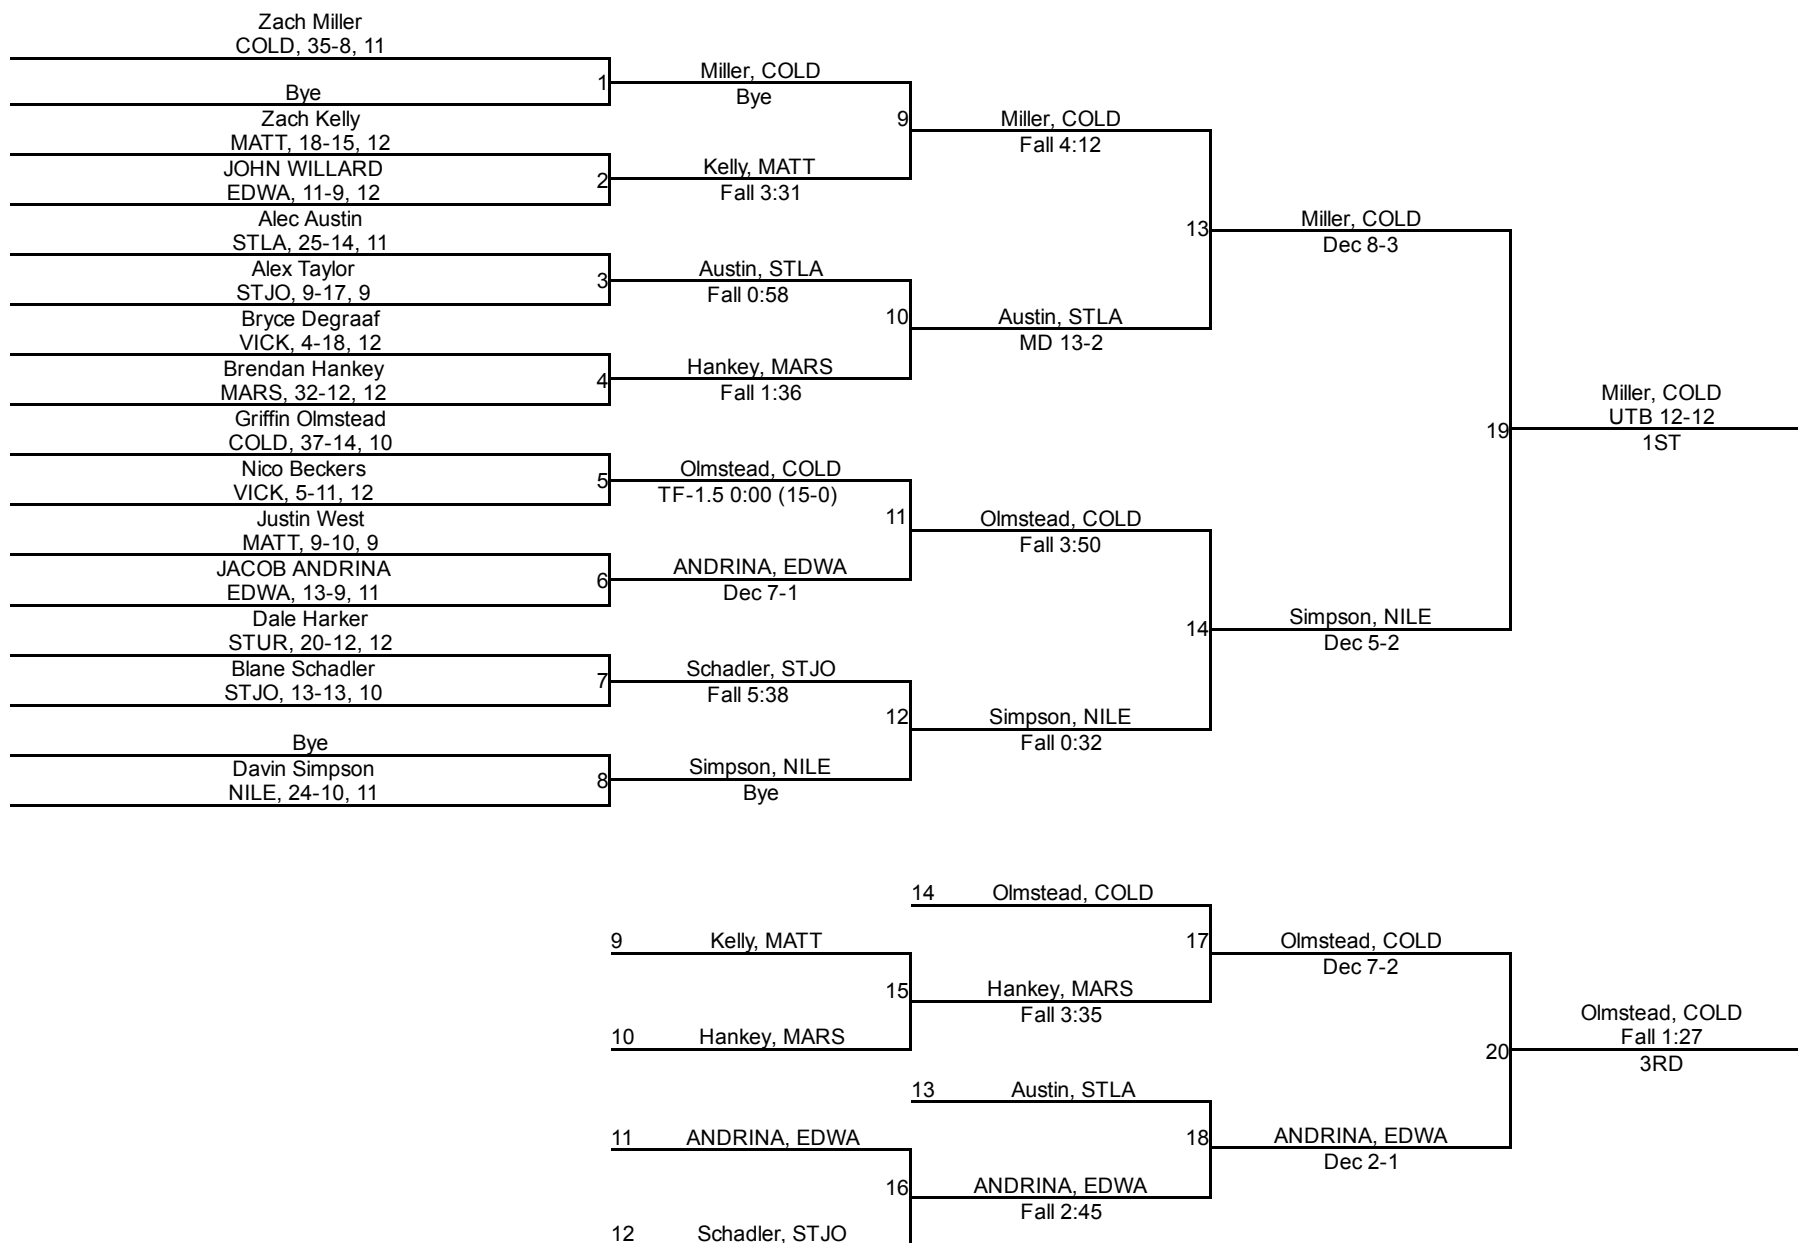 Zach Miller
COLD, 35-8, 11
1
Bye
Zach Kelly
MATT, 18-15, 12
JOHN WILLARD
2
EDWA, 11-9, 12
Alec Austin
STLA, 25-14, 11
Alex Taylor
3
STJO, 9-17, 9
Bryce Degraaf
VICK, 4-18, 12
Brendan Hankey
4
MARS, 32-12, 12
Griffin Olmstead
COLD, 37-14, 10
Nico Beckers
5
VICK, 5-11, 12
Justin West
MATT, 9-10, 9
JACOB ANDRINA
6
EDWA, 13-9, 11
Dale Harker
STUR, 20-12, 12
Blane Schadler
7
STJO, 13-13, 10
Bye
Davin Simpson
8
NILE, 24-10, 11
Miller, COLD
Bye
9
Kelly, MATT
Fall 3:31
Austin, STLA
Fall 0:58
10
Hankey, MARS
Fall 1:36
Olmstead, COLD
TF-1.5 0:00 (15-0)
11
ANDRINA, EDWA
Dec 7-1
Schadler, STJO
Fall 5:38
12
Simpson, NILE
Bye
Miller, COLD
Fall 4:12
13
Austin, STLA
MD 13-2
Olmstead, COLD
Fall 3:50
14
Simpson, NILE
Fall 0:32
Miller, COLD
Dec 8-3
19
Simpson, NILE
Dec 5-2
Miller, COLD
UTB 12-12
1ST
14 Olmstead, COLD
9 Kelly, MATT
17
15
Hankey, MARS
Fall 3:35
10 Hankey, MARS
13 Austin, STLA
11 ANDRINA, EDWA
18
16
ANDRINA, EDWA
Fall 2:45
12 Schadler, STJO
Olmstead, COLD
Dec 7-2
20
ANDRINA, EDWA
Dec 2-1
Olmstead, COLD
Fall 1:27
3RD